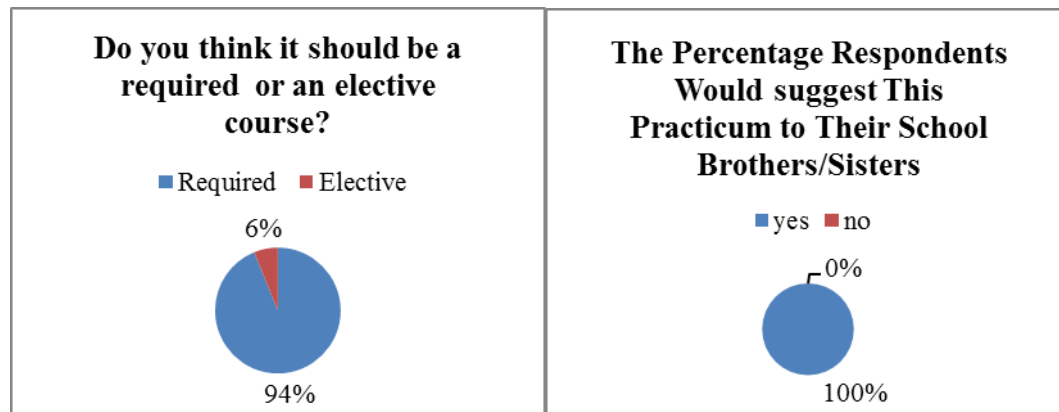 Do you think it should be a
required or an elective
course?
Required Elective
6%
94%
The Percentage Respondents
Would suggest This
Practicum to Their School
Brothers/Sisters
yes no
0%
100%